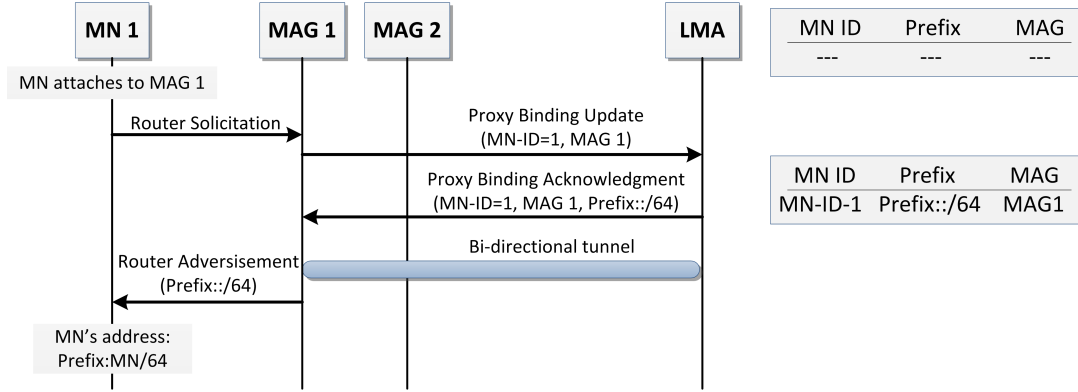 MN 1
MAG 1
MAG 2
LMA
MN ID Prefix MAG
--- --- ---
MN attaches to MAG 1
Router Solicitation
Proxy Binding Update
(MN-ID=1, MAG 1)
Proxy Binding Acknowledgment
(MN-ID=1, MAG 1, Prefix::/64)
MN ID Prefix MAG
MN-ID-1 Prefix::/64 MAG1
Bi-directional tunnel
Router Adversisement
(Prefix::/64)
MN’s address:
Prefix:MN/64